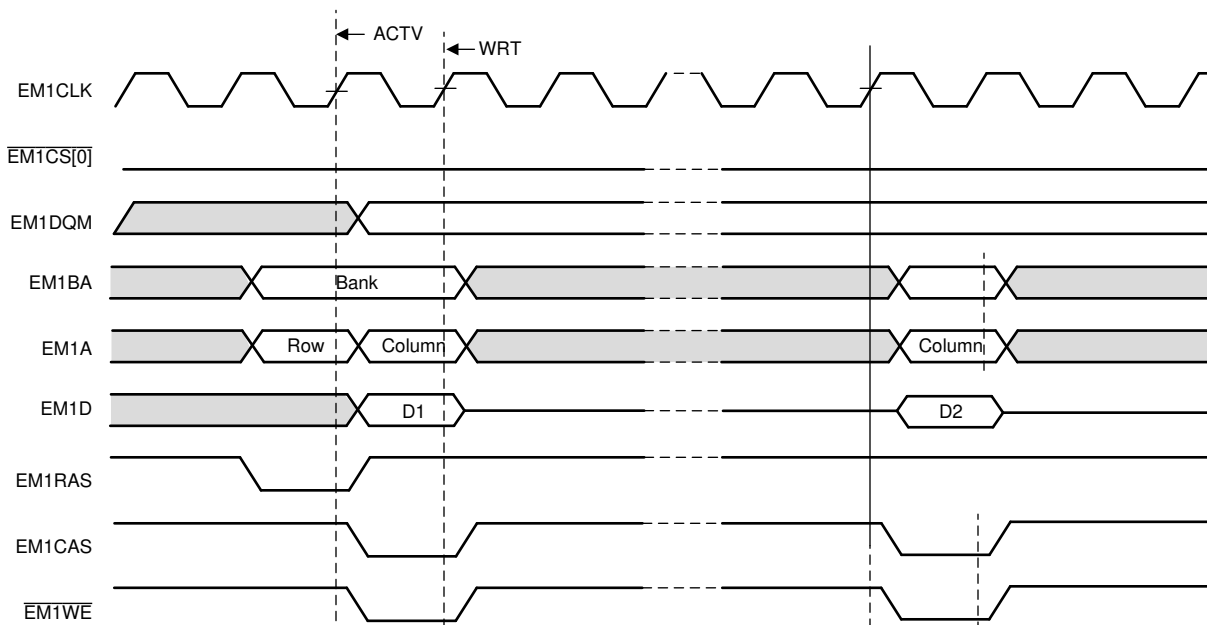 ACTV
WRT
EM1CLK
EM1CS[0]
EM1DQM
EM1BA
Bank
EM1A
Row
Column
Column
EM1D
D1
D2
EM1RAS
EM1CAS
EM1WE